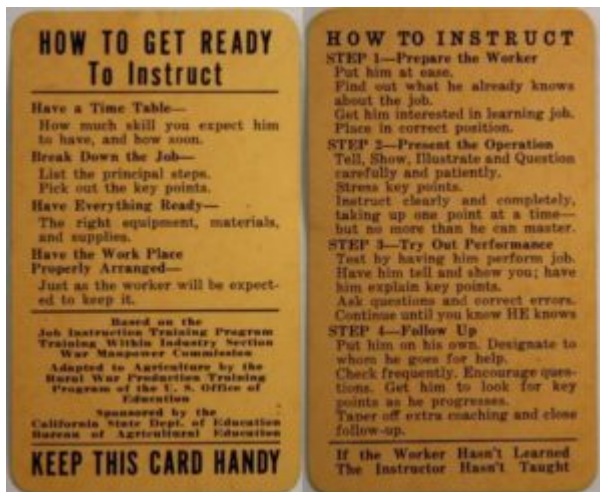 HOW TO GET READY
To Instruct
Have a Time Table—
How much skill you expect him
to have, and how soon.
Break Down the Job—
List the principal steps.
Pick out the key points.
Have Everything Ready—
The right equipment, materials,
and supplies.
Have the Work Place
Properly Arranged—
Just as the worker will be expect-
ed to keep it.
Based on the
Job Instruction Training Program
Training Within Industry Section
War Manpower Commission
Adapted to Agriculture by the
Rural War Production Training
Program of the U. S. Office of
Education
Sponsored by the
California State Dept. of Education
Bureau of Agricultural Education
KEEP THIS CARD HANDY
HOW TO INSTRUCT
STEP 1—Prepare the Worker
Put him at ease.
Find out what he already knows
about the job.
Get him interested in learning job.
Place in correct position.
STEP 2—Present the Operation
Tell, Show, Illustrate and Question
carefully and patiently.
Stress key points.
Instruct clearly and completely,
taking up one point at a time—
but no more than he can master.
STEP 3—Try Out Performance
Test by having him perform job.
Have him tell and show you; have
him explain key points.
Ask questions and correct errors.
Continue until you know HE knows
STEP 4—Follow Up
Put him on his own. Designate to
whom he goes for help.
Check frequently. Encourage ques-
tions. Get him to look for key
points as he progresses.
Taper off extra coaching and close
follow-up.
If the Worker Hasn't Learned
The Instructor Hasn't Taught